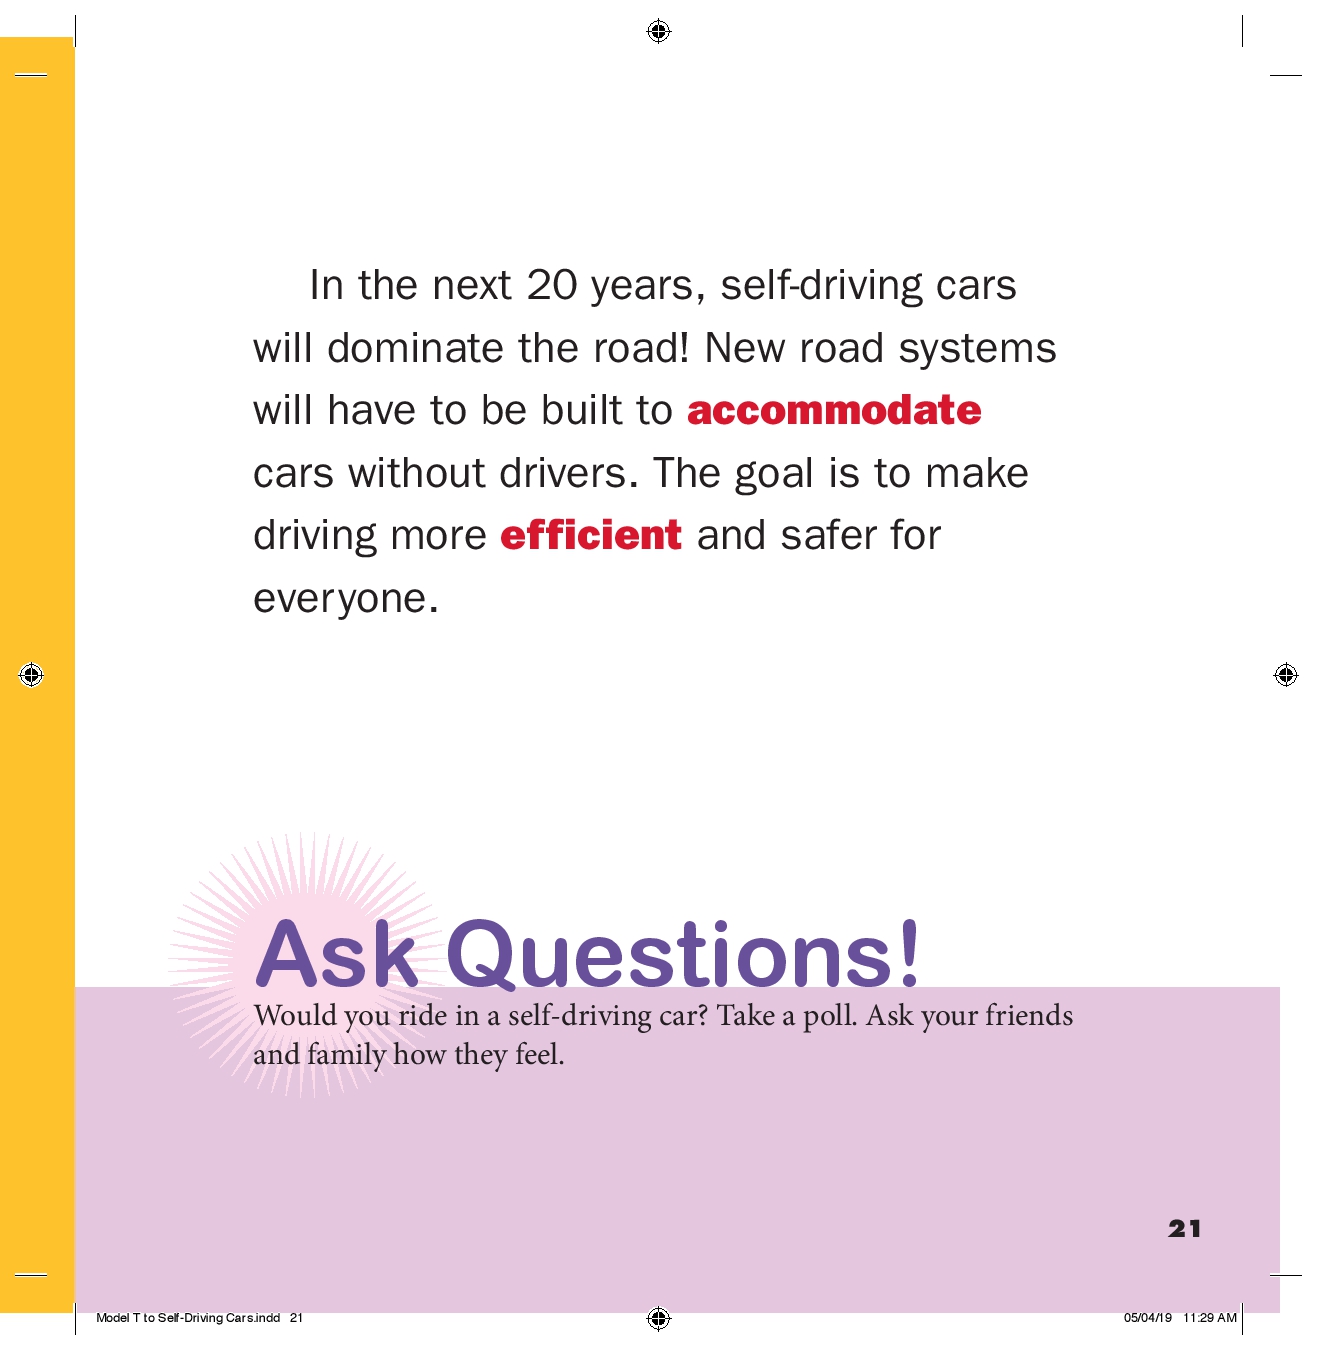 In the next 20 years, self-driving cars
will dominate the road! New road systems
will have to be built to accommodate
cars without drivers. The goal is to make
driving more efficient and safer for
everyone.
Ask Questions!
Would you ride in a self-driving car? Take a poll. Ask your friends
and family how they feel.
21
Model T to Self-Driving Cars.indd 21 05/04/19 11:29 AM